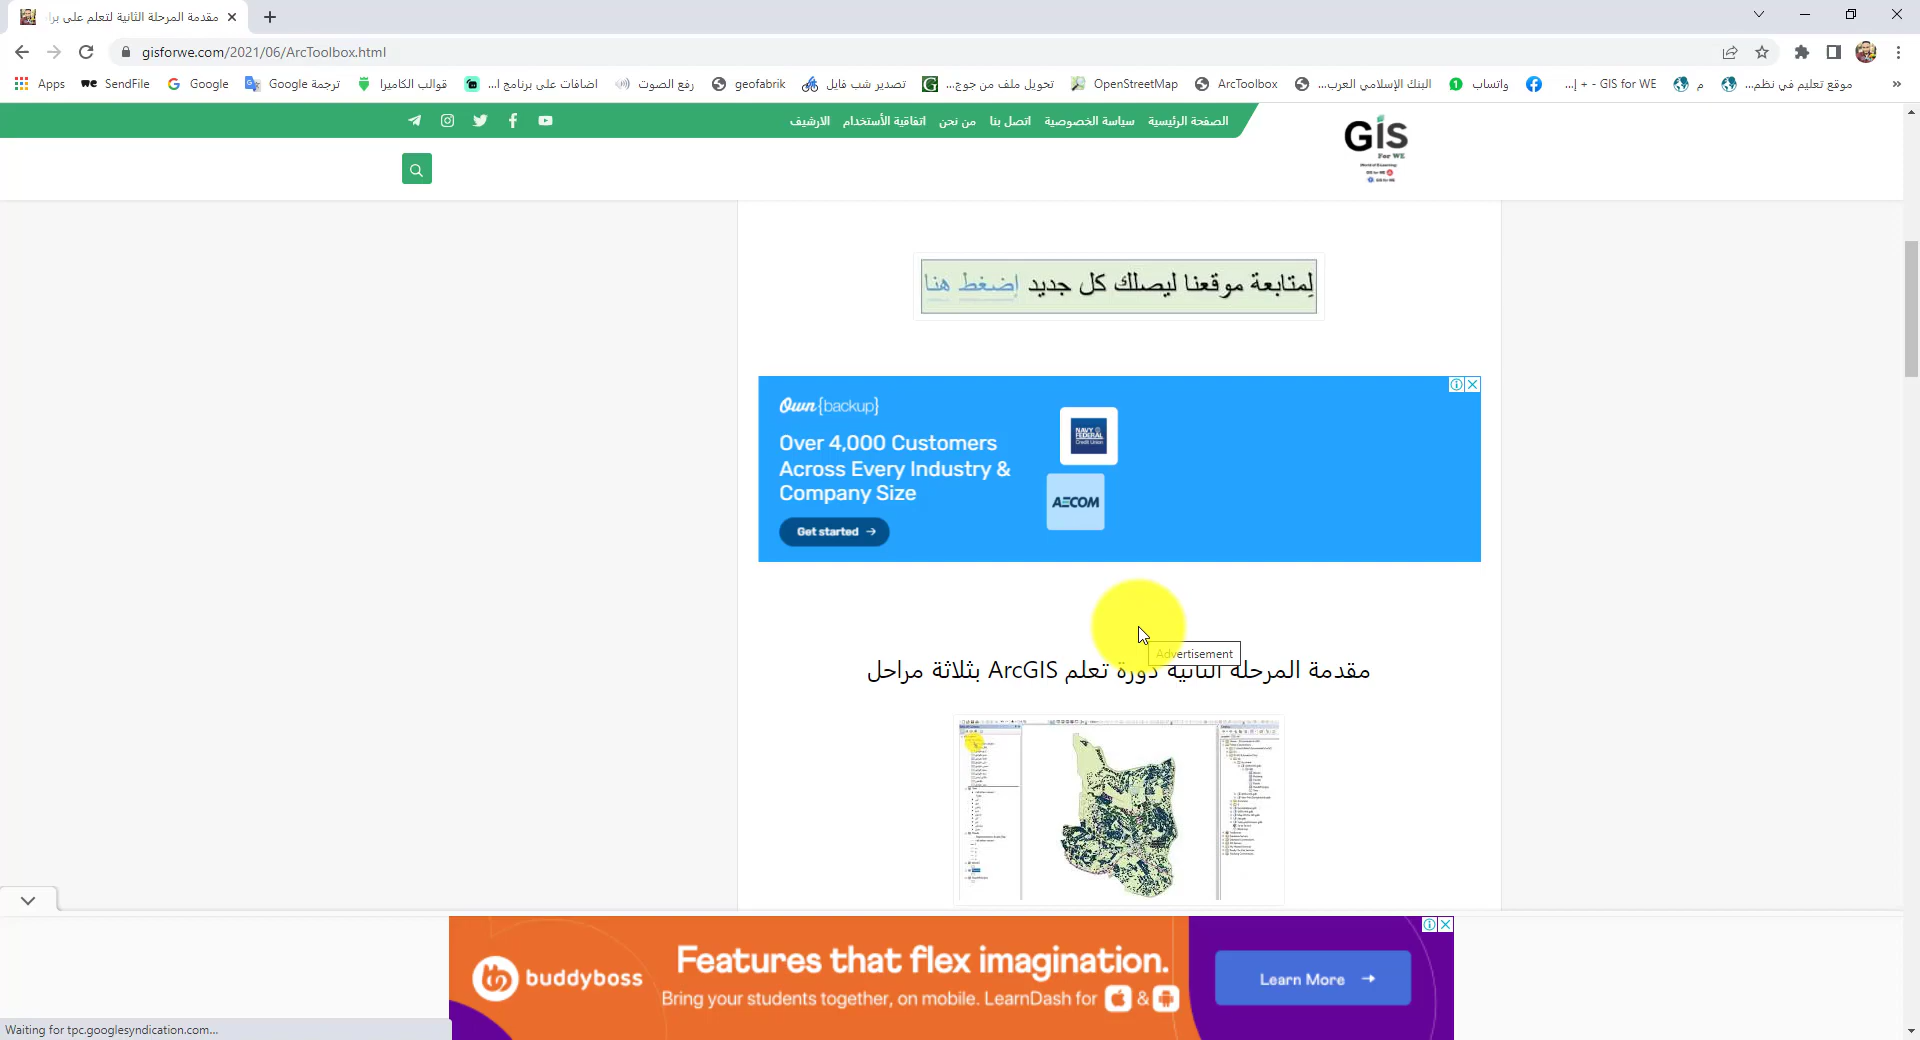 مقدمة المرحلة الثانية لتعلم على برا
gisforwe.com/2021/06/ArcToolbox.html
Apps
SendFile
Google
ترجمة Google
قوالب الكاميرا
اضافات على برنامج ا...
رفع الصوت
geofabrik
تصدير شب فايل
تحويل ملف من جوج...
OpenStreetMap
ArcToolbox
البنك الإسلامي العرب...
واتساب
GIS for WE - + إ...
م
موقع تعليم في نظم...
»
الصفحة الرئيسية
سياسة الخصوصية
اتصل بنا
من نحن
اتفاقية الأستخدام
الارشيف
GIS
For WE
لِمتابعة موقعنا ليصلك كل جديد إضغط هنا
Own{backup}
Over 4,000 Customers
Across Every Industry &
Company Size
Get started →
NAVY FEDERAL Credit Union
AECOM
Advertisement
مقدمة المرحلة الثانية دورة تعلم ArcGIS بثلاثة مراحل
buddyboss
Features that flex imagination.
Bring your students together, on mobile. LearnDash for & 
Learn More →
Waiting for tpc.googlesyndication.com...